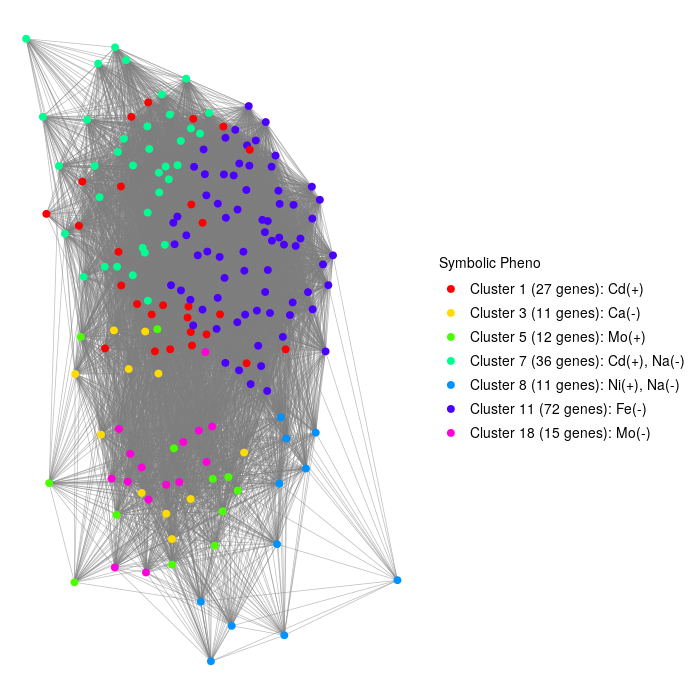 Symbolic Pheno
Cluster 1 (27 genes): Cd(+)
Cluster 3 (11 genes): Ca(-)
Cluster 5 (12 genes): Mo(+)
Cluster 7 (36 genes): Cd(+), Na(-)
Cluster 8 (11 genes): Ni(+), Na(-)
Cluster 11 (72 genes): Fe(-)
Cluster 18 (15 genes): Mo(-)